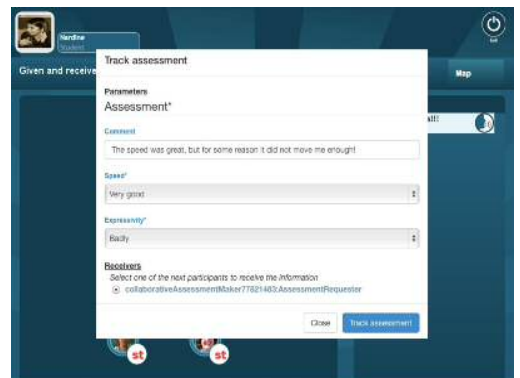 Nerdine
Student
Exit
Given and receive
Map
Track assessment
Parameters
Assessment*
Comment
The speed was great, but for some reason it did not move me enough!
Speed*
Very good
Expressivity*
Badly
Receivers
Select one of the next participants to receive the information
collaborativeAssessmentMaker77821483:AssessmentRequester
Close
Track assessment
st
st